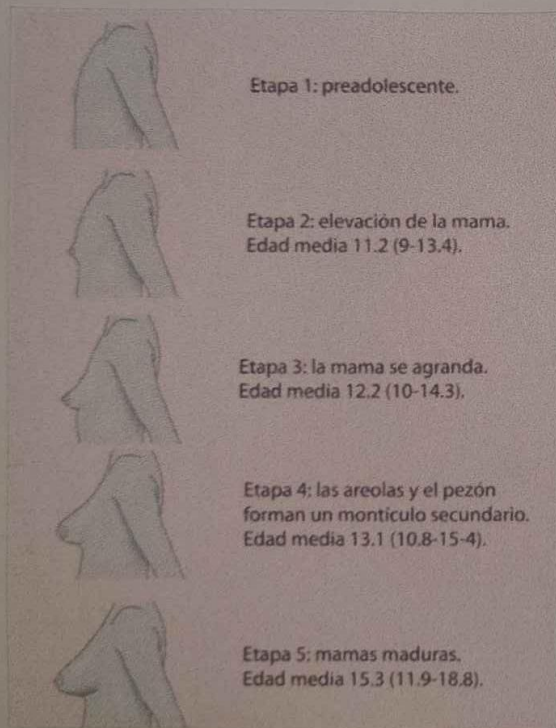 Etapa 1: preadolescente.
Etapa 2: elevación de la mama.
Edad media 11.2 (9-13.4).
Etapa 3: la mama se agranda.
Edad media 12.2 (10-14.3).
Etapa 4: las areolas y el pezón
forman un montículo secundario.
Edad media 13.1 (10.8-15-4).
Etapa 5: mamas maduras.
Edad media 15.3 (11.9-18.8).